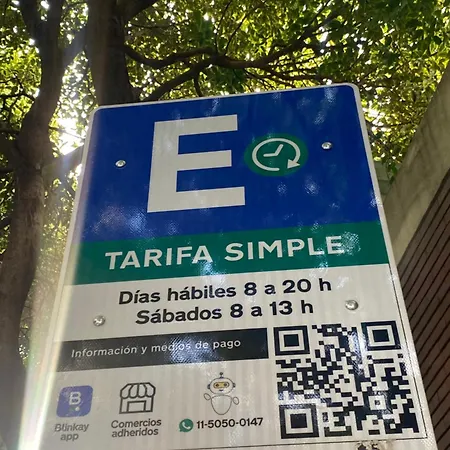 E
TARIFA SIMPLE
Días hábiles 8 a 20 h
Sábados 8 a 13 h
Información y medios de pago
B
Blinkay
app
Comercios
adheridos
11-5050-0147